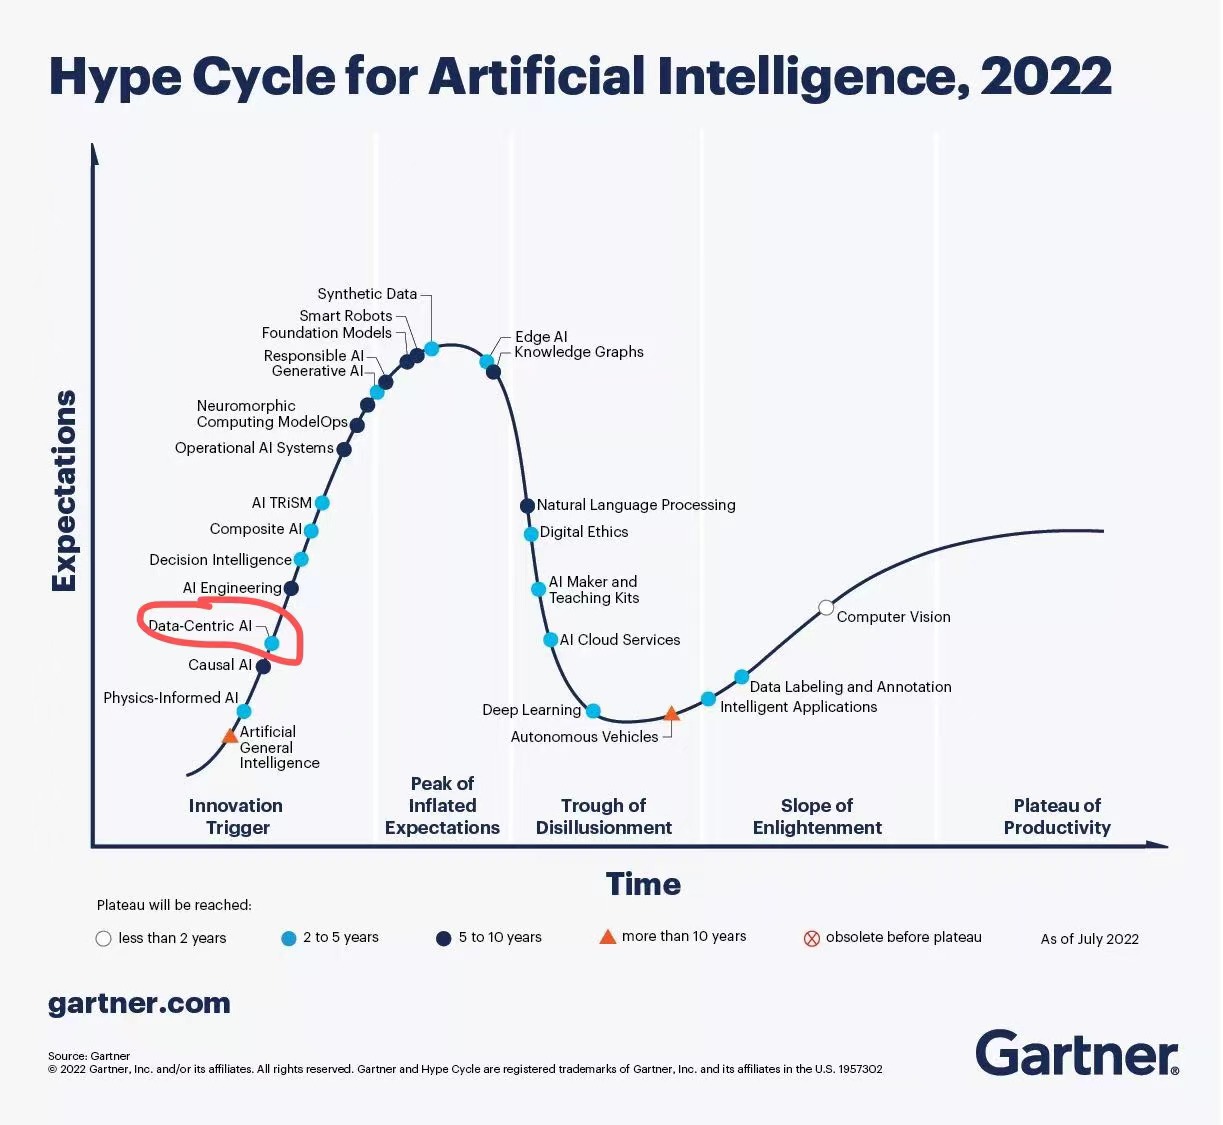 Hype Cycle for Artificial Intelligence, 2022
Expectations
Synthetic Data
Smart Robots
Foundation Models
Responsible AI
Generative AI
Neuromorphic
Computing ModelOps
Operational AI Systems
AI TRiSM
Composite AI
Decision Intelligence
AI Engineering
Data-Centric AI
Causal AI
Physics-Informed AI
Artificial
General
Intelligence
Edge AI
Knowledge Graphs
Natural Language Processing
Digital Ethics
AI Maker and
Teaching Kits
AI Cloud Services
Deep Learning
Autonomous Vehicles
Computer Vision
Data Labeling and Annotation
Intelligent Applications
Innovation
Trigger
Peak of
Inflated
Expectations
Trough of
Disillusionment
Slope of
Enlightenment
Plateau of
Productivity
Time
Plateau will be reached:
less than 2 years
2 to 5 years
5 to 10 years
more than 10 years
obsolete before plateau
As of July 2022
gartner.com
Source: Gartner
© 2022 Gartner, Inc. and/or its affiliates. All rights reserved. Gartner and Hype Cycle are registered trademarks of Gartner, Inc. and its affiliates in the U.S. 1957302
Gartner®